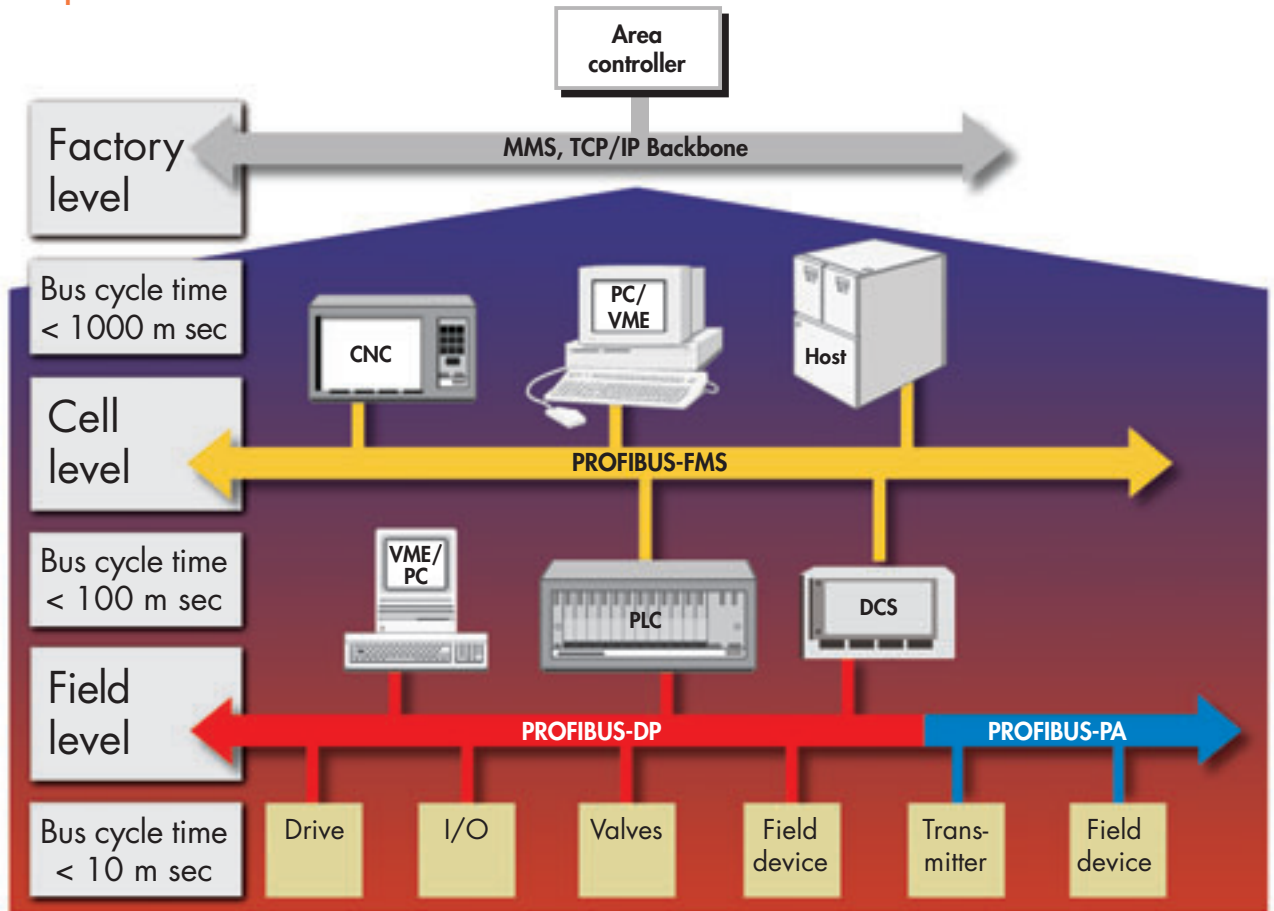 Area
controller
Factory
level
MMS, TCP/IP Backbone
Bus cycle time
< 1000 m sec
CNC
PC/
VME
Host
Cell
level
PROFIBUS-FMS
Bus cycle time
< 100 m sec
VME/
PC
PLC
DCS
Field
level
PROFIBUS-DP
PROFIBUS-PA
Bus cycle time
< 10 m sec
Drive
I/O
Valves
Field
device
Trans-
mitter
Field
device